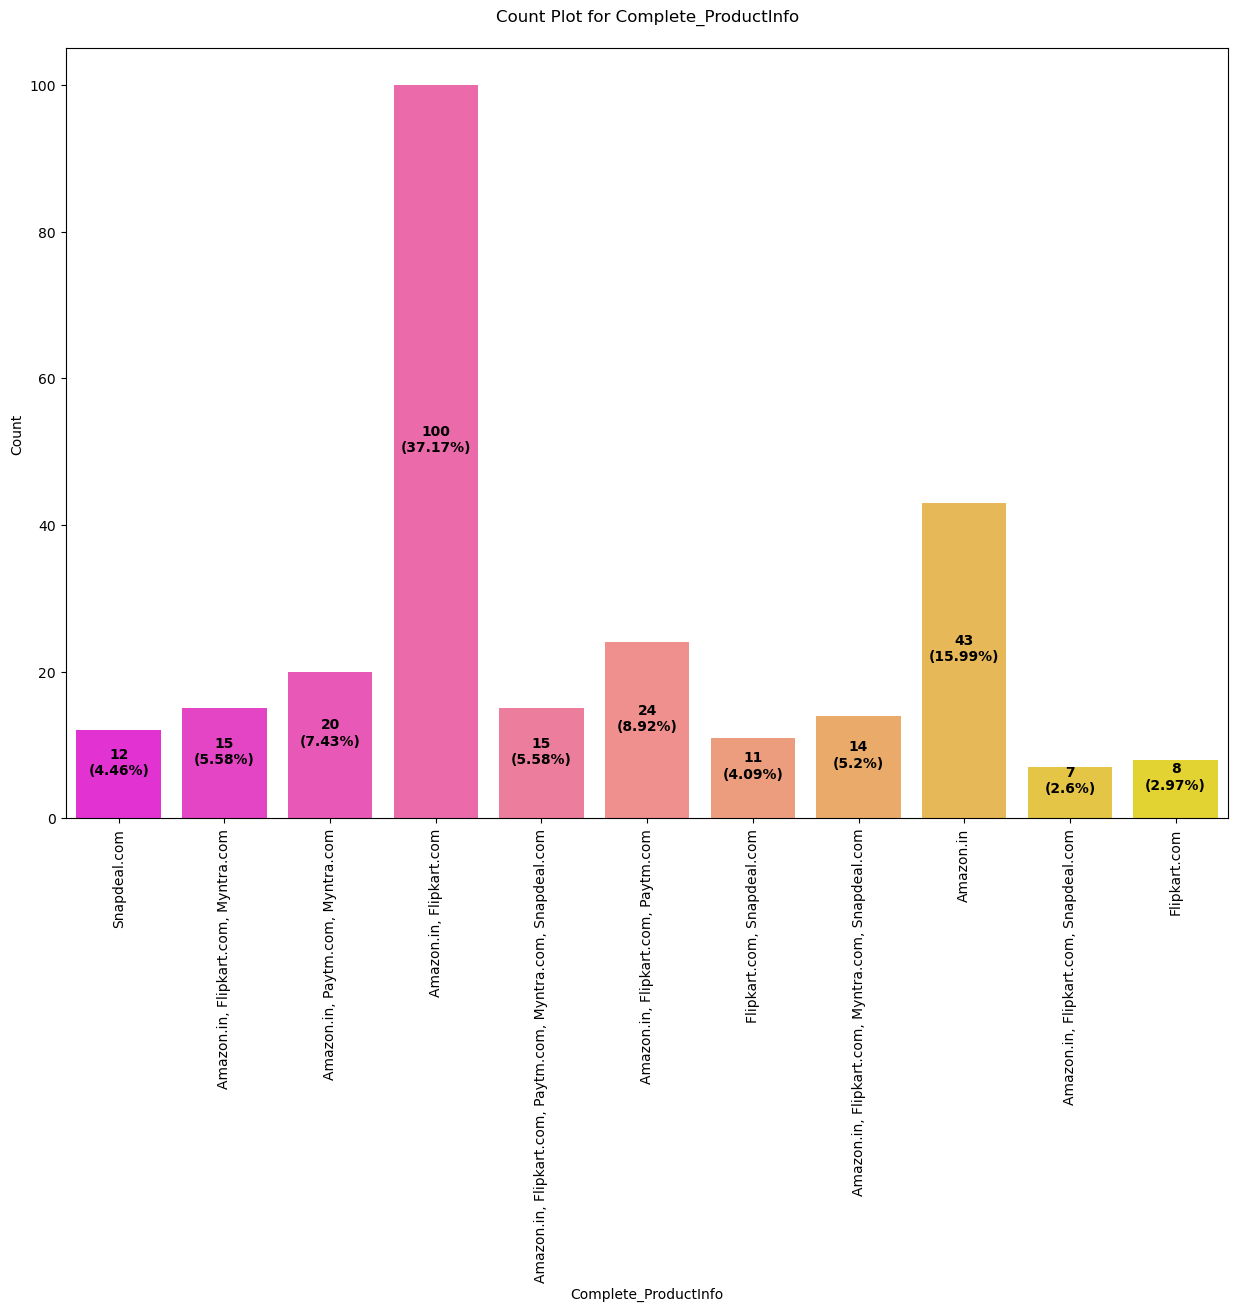 Count Plot for Complete_ProductInfo
Count
100
80
60
40
20
0
12
(4.46%)
15
(5.58%)
20
(7.43%)
100
(37.17%)
15
(5.58%)
24
(8.92%)
11
(4.09%)
14
(5.2%)
43
(15.99%)
7
(2.6%)
8
(2.97%)
Snapdeal.com
Amazon.in, Flipkart.com, Myntra.com
Amazon.in, Paytm.com, Myntra.com
Amazon.in, Flipkart.com
Amazon.in, Flipkart.com, Paytm.com, Myntra.com, Snapdeal.com
Amazon.in, Flipkart.com, Paytm.com
Flipkart.com, Snapdeal.com
Amazon.in, Flipkart.com, Myntra.com, Snapdeal.com
Amazon.in
Amazon.in, Flipkart.com, Snapdeal.com
Flipkart.com
Complete_ProductInfo